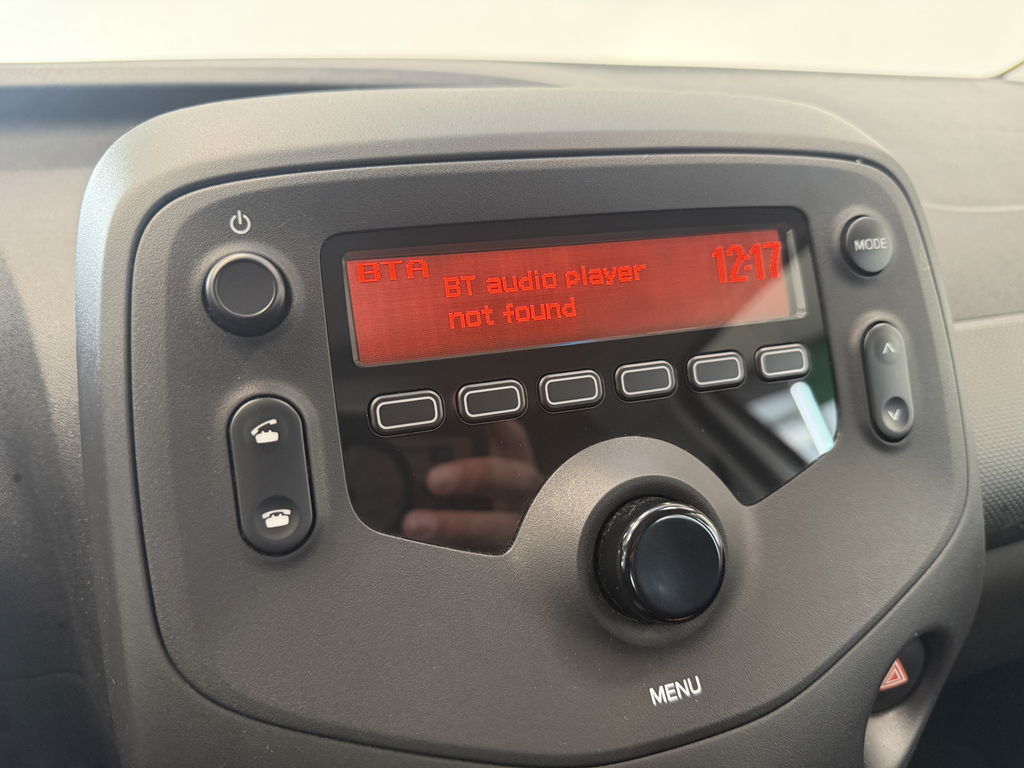 BTA
BT audio player
not found
12:17
MODE
MENU